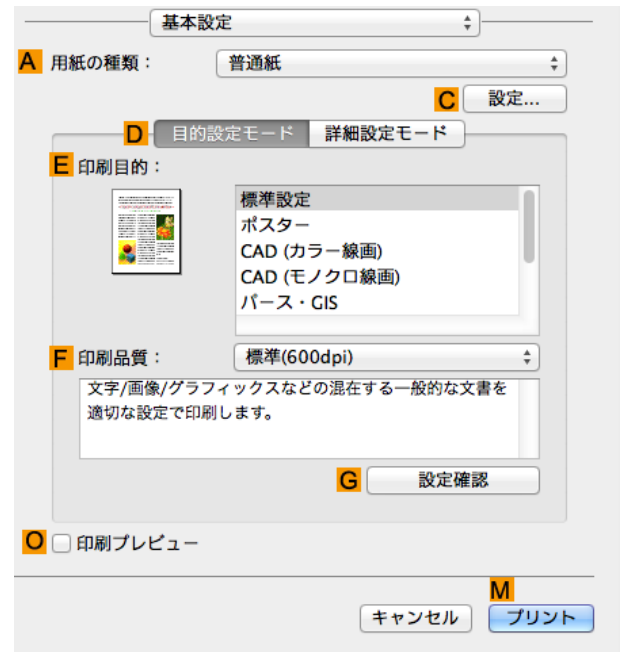 基本設定
A 用紙の種類： 普通紙
C 設定...
D 目的設定モード 詳細設定モード
E 印刷目的：
標準設定
ポスター
CAD (カラー線画)
CAD (モノクロ線画)
パース・GIS
F 印刷品質： 標準(600dpi)
文字/画像/グラフィックスなどの混在する一般的な文書を
適切な設定で印刷します。
G 設定確認
O 印刷プレビュー
M
キャンセル プリント